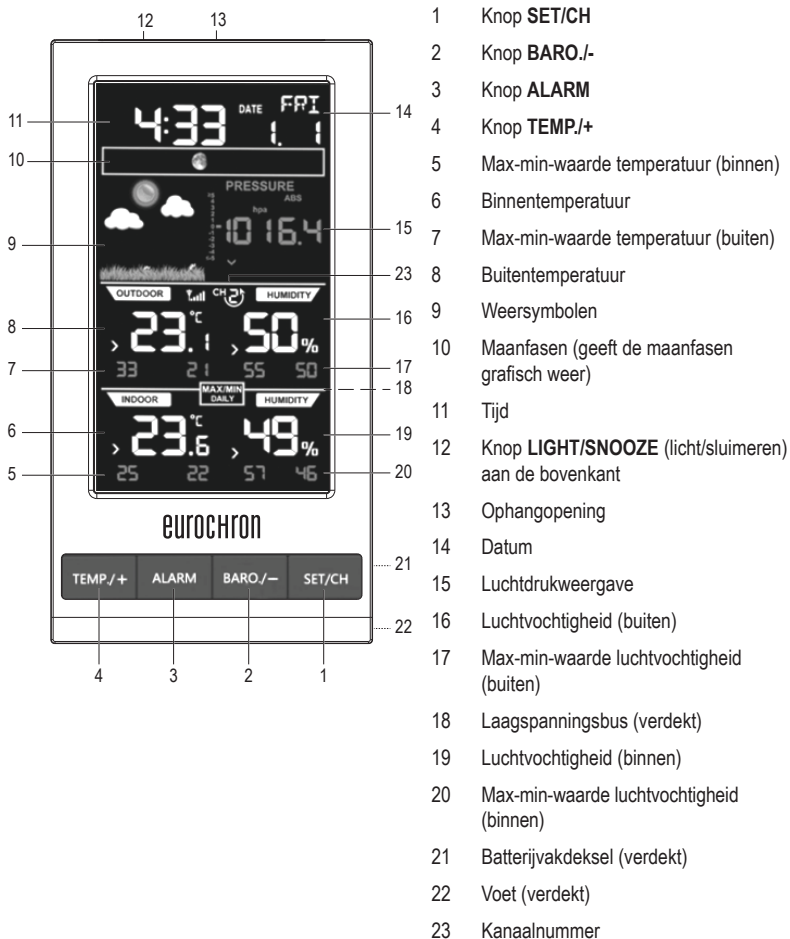 12 13
11
4:33 DATE FRI
1. 1
14
10
PRESSURE
ABS
hpa
1016.4
15
9
23
OUTDOOR CH 2 HUMIDITY
8
23.1 °C 50%
16
7
33 21 55 50
17
MAX/MIN
DAILY
18
INDOOR HUMIDITY
6
23.6 °C 49%
19
5
25 22 57 46
20
eurochron
TEMP./+ ALARM BARO./− SET/CH
21
22
4 3 2 1
1 Knop SET/CH
2 Knop BARO./-
3 Knop ALARM
4 Knop TEMP./+
5 Max-min-waarde temperatuur (binnen)
6 Binnentemperatuur
7 Max-min-waarde temperatuur (buiten)
8 Buitentemperatuur
9 Weersymbolen
10 Maanfasen (geeft de maanfasen
grafisch weer)
11 Tijd
12 Knop LIGHT/SNOOZE (licht/sluimeren)
aan de bovenkant
13 Ophangopening
14 Datum
15 Luchtdrukweergave
16 Luchtvochtigheid (buiten)
17 Max-min-waarde luchtvochtigheid
(buiten)
18 Laagspanningsbus (verdekt)
19 Luchtvochtigheid (binnen)
20 Max-min-waarde luchtvochtigheid
(binnen)
21 Batterijvakdeksel (verdekt)
22 Voet (verdekt)
23 Kanaalnummer